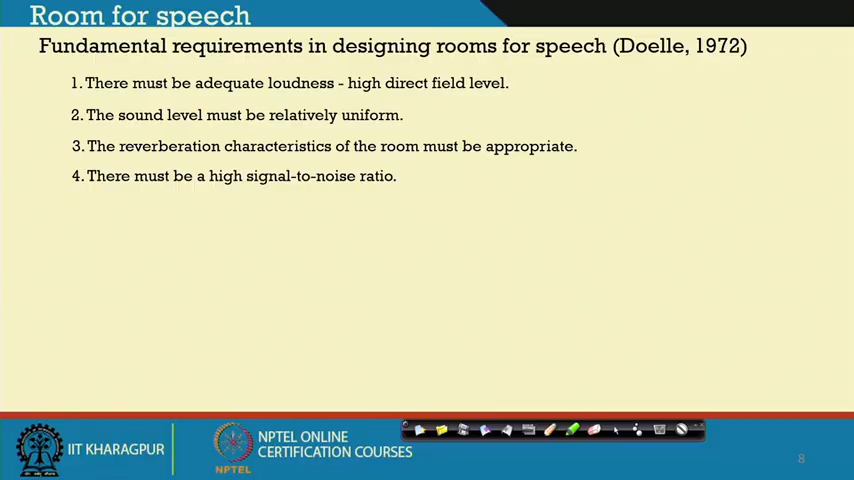 Room for speech
Fundamental requirements in designing rooms for speech (Doelle, 1972)
1. There must be adequate loudness - high direct field level.
2. The sound level must be relatively uniform.
3. The reverberation characteristics of the room must be appropriate.
4. There must be a high signal-to-noise ratio.
IIT KHARAGPUR
NPTEL
NPTEL ONLINE
CERTIFICATION COURSES
8